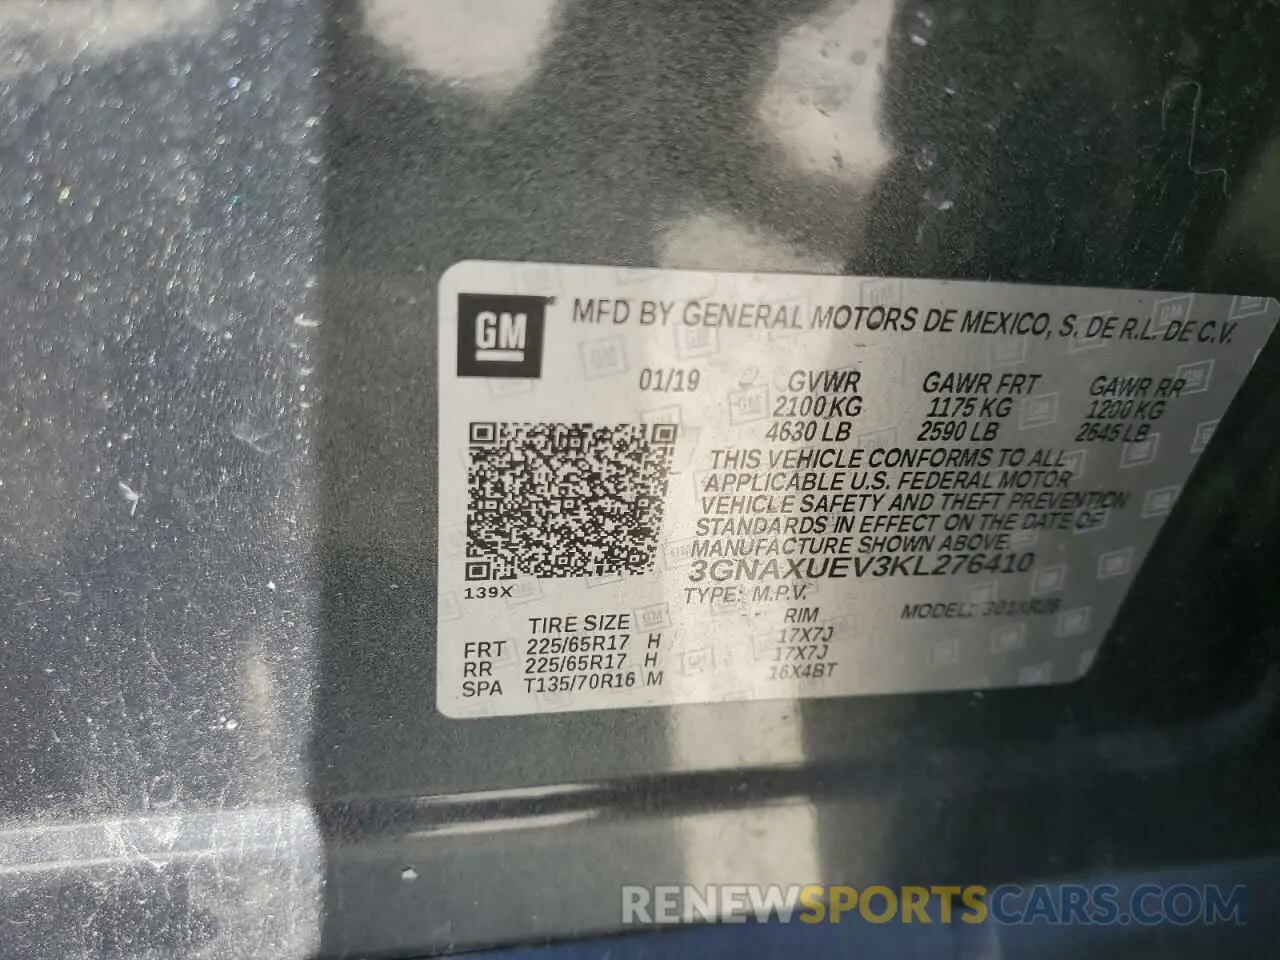 GM
MFD BY GENERAL MOTORS DE MEXICO, S. DE R.L. DE C.V.
01/19 GVWR GAWR FRT GAWR RR
2100 KG 1175 KG 1200 KG
4630 LB 2590 LB 2645 LB
THIS VEHICLE CONFORMS TO ALL
APPLICABLE U.S. FEDERAL MOTOR
VEHICLE SAFETY AND THEFT PREVENTION
STANDARDS IN EFFECT ON THE DATE OF
MANUFACTURE SHOWN ABOVE.
3GNAXUEV3KL276410
139X
TYPE: M.P.V. MODEL:
TIRE SIZE RIM
FRT 225/65R17 H 17X7J
RR 225/65R17 H 17X7J
SPA T135/70R16 M 16X4BT
RENEWSPORTSCARS.COM